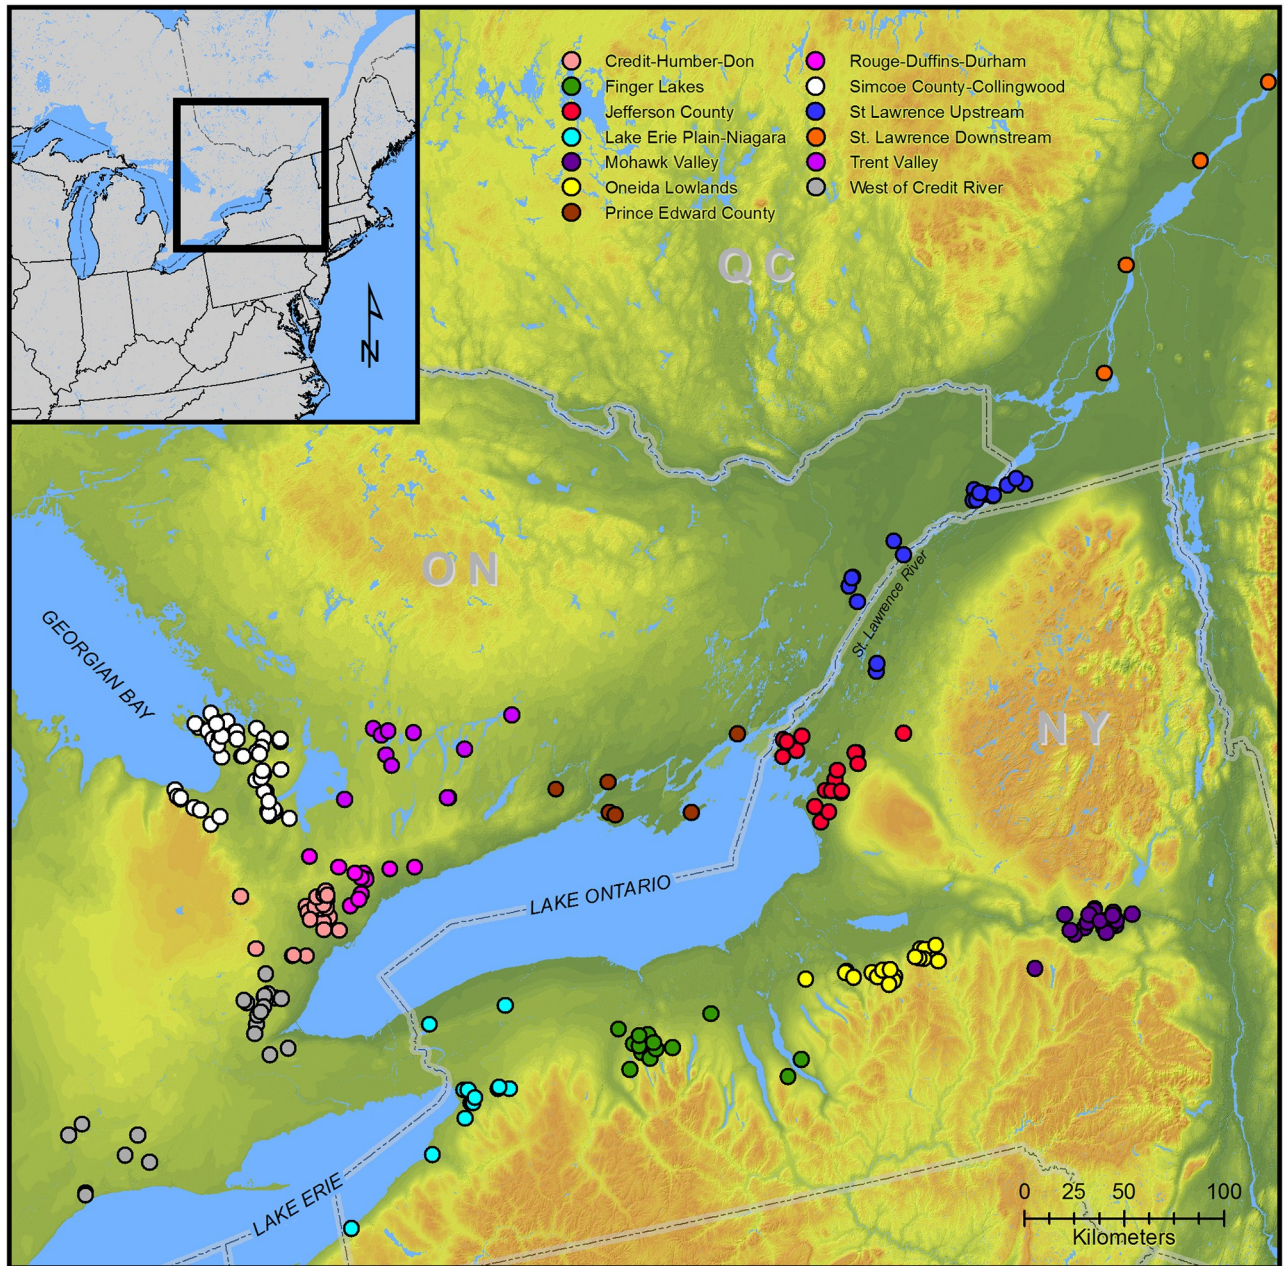 Credit-Humber-Don
Finger Lakes
Jefferson County
Lake Erie Plain-Niagara
Mohawk Valley
Oneida Lowlands
Prince Edward County
Rouge-Duffins-Durham
Simcoe County-Collingwood
St Lawrence Upstream
St. Lawrence Downstream
Trent Valley
West of Credit River
QC
N
ON
St. Lawrence River
GEORGIAN BAY
NY
LAKE ONTARIO
LAKE ERIE
0 25 50 100
Kilometers